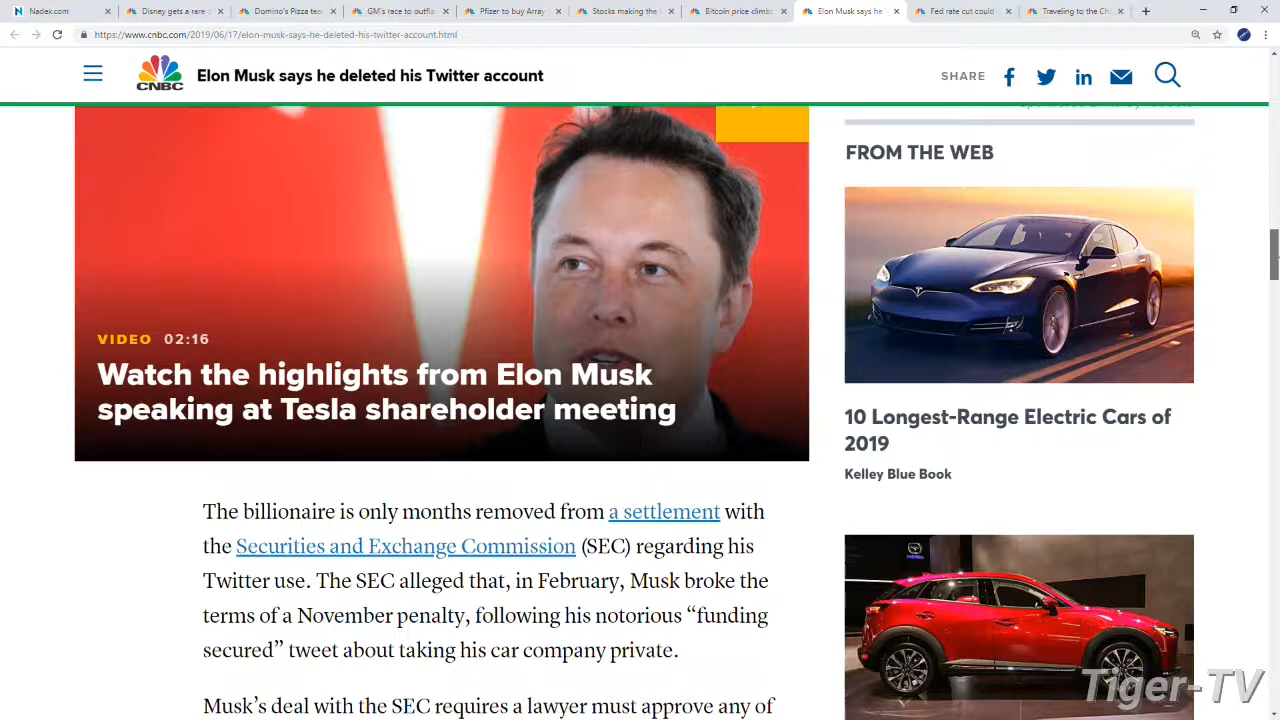 Nadex.com
Disney gets a rare
Domino's Pizza tea
GM's race to outfla
Pfizer to buy Array
Stocks making the
Bitcoin price climb
Elon Musk says he
Fed rate cut could
Traveling to the Chi
https://www.cnbc.com/2019/06/17/elon-musk-says-he-deleted-his-twitter-account.html
CNBC
Elon Musk says he deleted his Twitter account
SHARE
FROM THE WEB
VIDEO 02:16
Watch the highlights from Elon Musk
speaking at Tesla shareholder meeting
10 Longest-Range Electric Cars of
2019
Kelley Blue Book
The billionaire is only months removed from a settlement with
the Securities and Exchange Commission (SEC) regarding his
Twitter use. The SEC alleged that, in February, Musk broke the
terms of a November penalty, following his notorious “funding
secured” tweet about taking his car company private.
Musk’s deal with the SEC requires a lawyer must approve any of
Tiger-TV